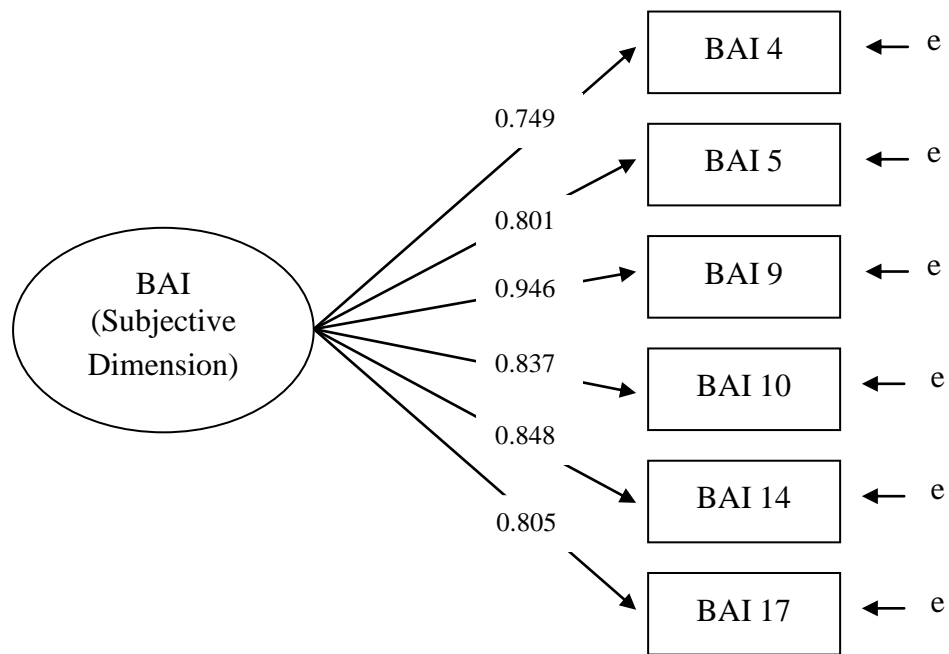 BAI 4
e
0.749
BAI 5
e
0.801
BAI 9
e
0.946
BAI
(Subjective
Dimension)
0.837
BAI 10
e
0.848
BAI 14
e
0.805
BAI 17
e